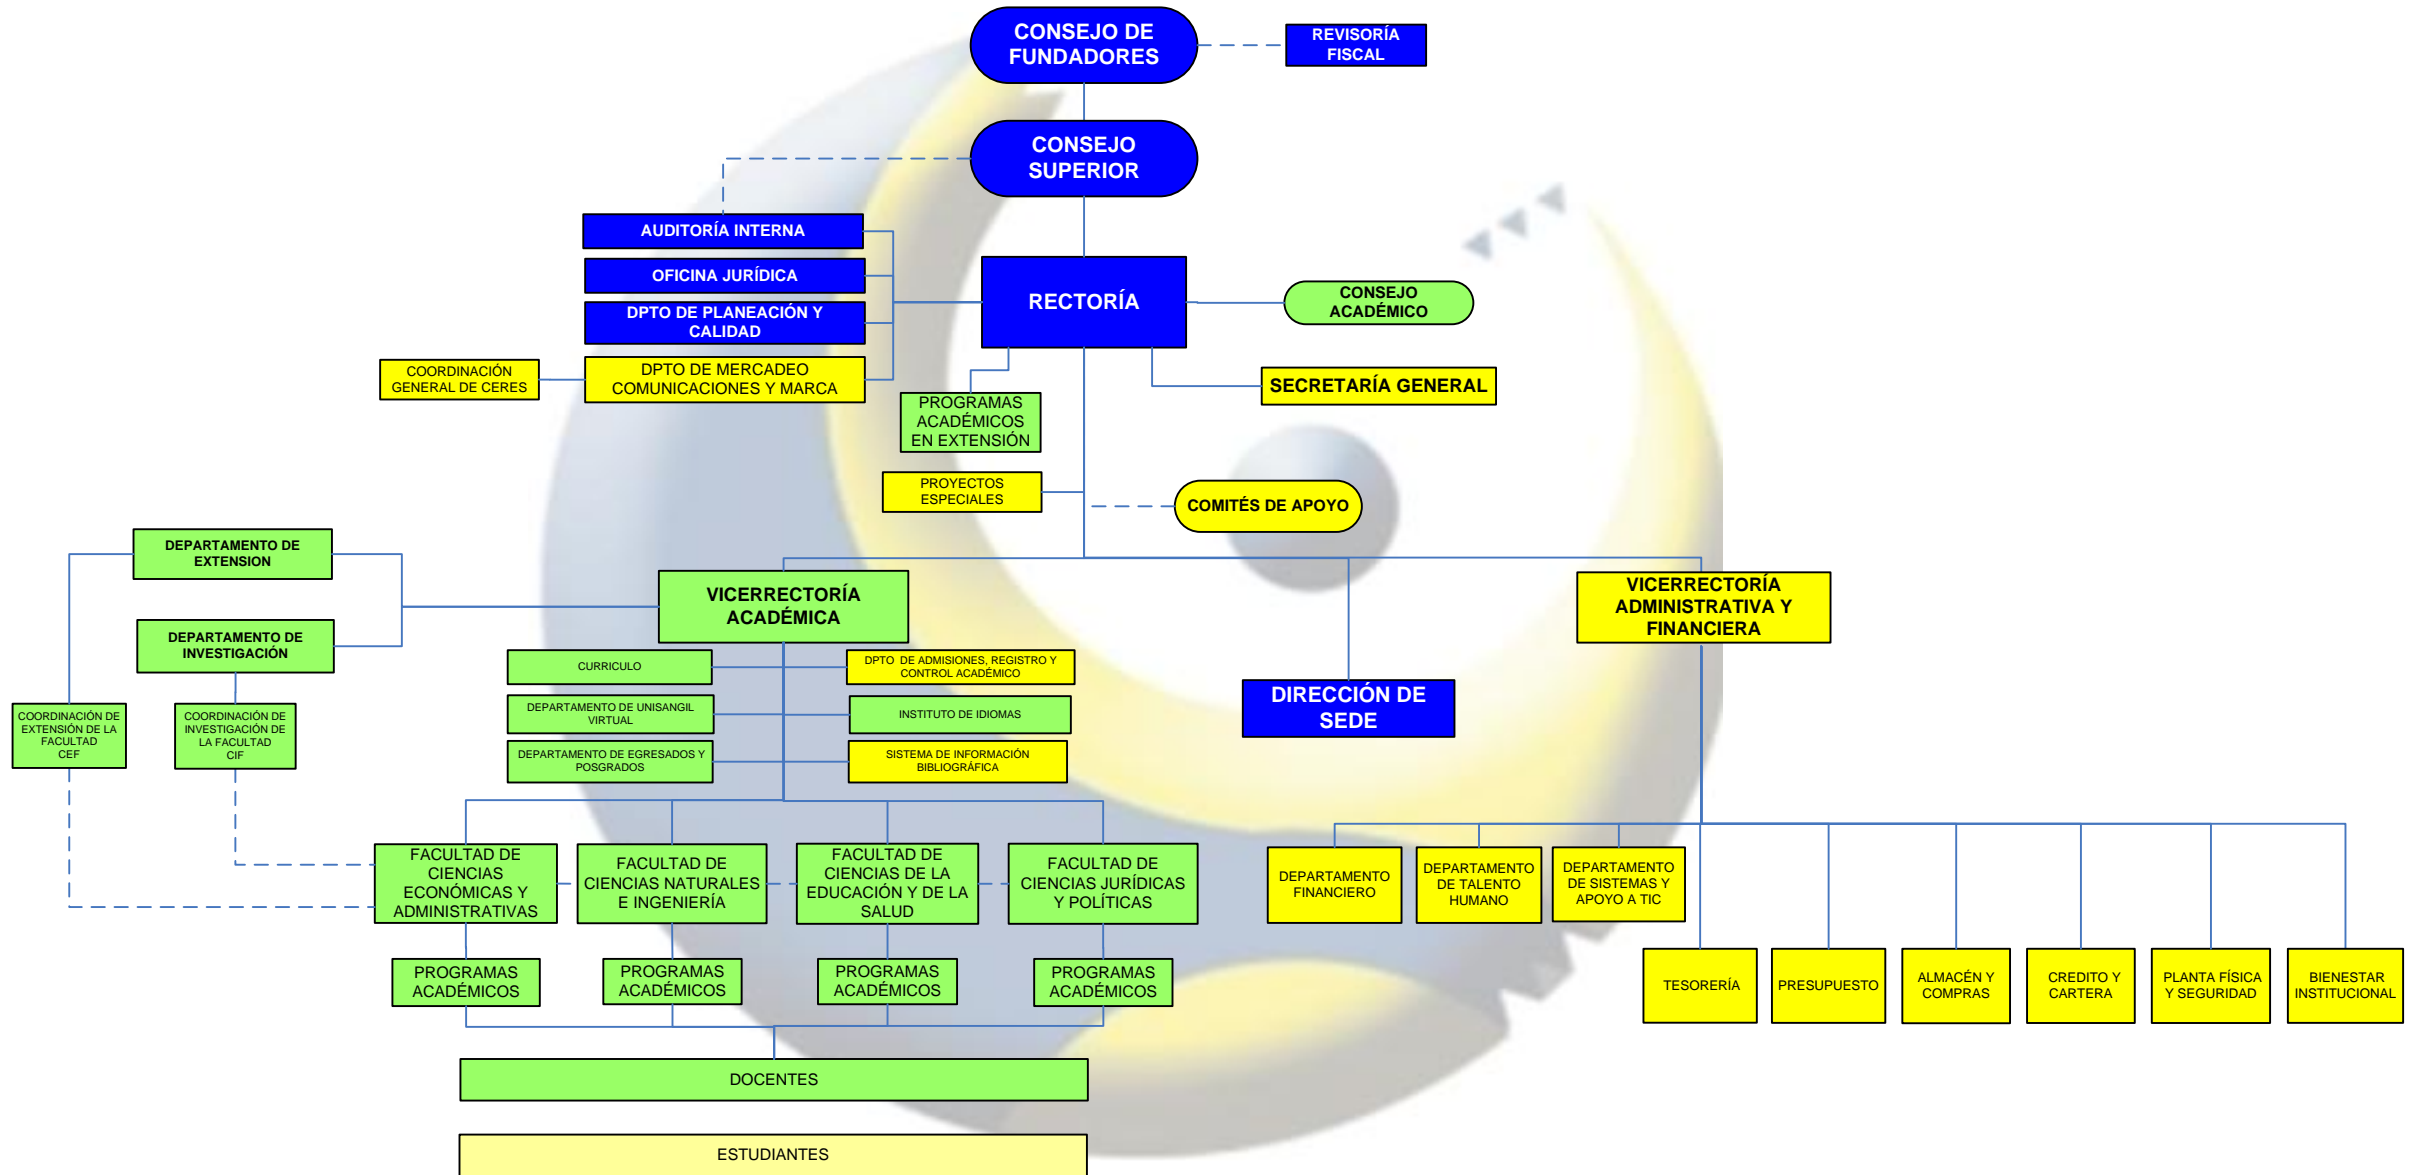 CONSEJO DE
FUNDADORES
REVISORÍA
FISCAL
CONSEJO
SUPERIOR
AUDITORÍA INTERNA
OFICINA JURÍDICA
DPTO DE PLANEACIÓN Y
CALIDAD
RECTORÍA
CONSEJO
ACADÉMICO
COORDINACIÓN
GENERAL DE CERES
DPTO DE MERCADEO
COMUNICACIONES Y MARCA
SECRETARÍA GENERAL
PROGRAMAS
ACADÉMICOS
EN EXTENSIÓN
PROYECTOS
ESPECIALES
COMITÉS DE APOYO
DEPARTAMENTO DE
EXTENSION
VICERRECTORÍA
ACADÉMICA
VICERRECTORÍA
ADMINISTRATIVA Y
FINANCIERA
DEPARTAMENTO DE
INVESTIGACIÓN
CURRICULO
DPTO DE ADMISIONES, REGISTRO Y
CONTROL ACADÉMICO
COORDINACIÓN DE
EXTENSIÓN DE LA
FACULTAD
CEF
COORDINACIÓN DE
INVESTIGACIÓN DE
LA FACULTAD
CIF
DEPARTAMENTO DE UNISANGIL
VIRTUAL
INSTITUTO DE IDIOMAS
DIRECCIÓN DE
SEDE
DEPARTAMENTO DE EGRESADOS Y
POSGRADOS
SISTEMA DE INFORMACIÓN
BIBLIOGRÁFICA
FACULTAD DE
CIENCIAS
ECONÓMICAS Y
ADMINISTRATIVAS
FACULTAD DE
CIENCIAS NATURALES
E INGENIERÍA
FACULTAD DE
CIENCIAS DE LA
EDUCACIÓN Y DE LA
SALUD
FACULTAD DE
CIENCIAS JURÍDICAS
Y POLÍTICAS
DEPARTAMENTO
FINANCIERO
DEPARTAMENTO
DE TALENTO
HUMANO
DEPARTAMENTO
DE SISTEMAS Y
APOYO A TIC
PROGRAMAS
ACADÉMICOS
PROGRAMAS
ACADÉMICOS
PROGRAMAS
ACADÉMICOS
PROGRAMAS
ACADÉMICOS
TESORERÍA
PRESUPUESTO
ALMACÉN Y
COMPRAS
CREDITO Y
CARTERA
PLANTA FÍSICA
Y SEGURIDAD
BIENESTAR
INSTITUCIONAL
DOCENTES
ESTUDIANTES